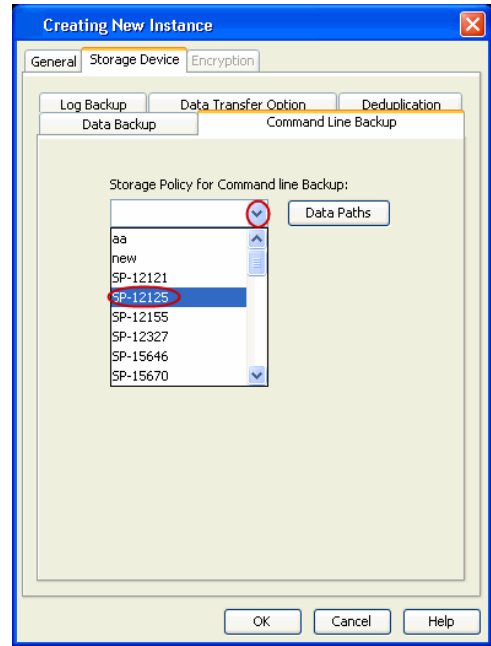 Creating New Instance
General Storage Device Encryption
Log Backup Data Transfer Option Deduplication
Data Backup Command Line Backup
Storage Policy for Command line Backup:
Data Paths
aa
new
SP-12121
SP-12125
SP-12155
SP-12327
SP-15646
SP-15670
OK Cancel Help